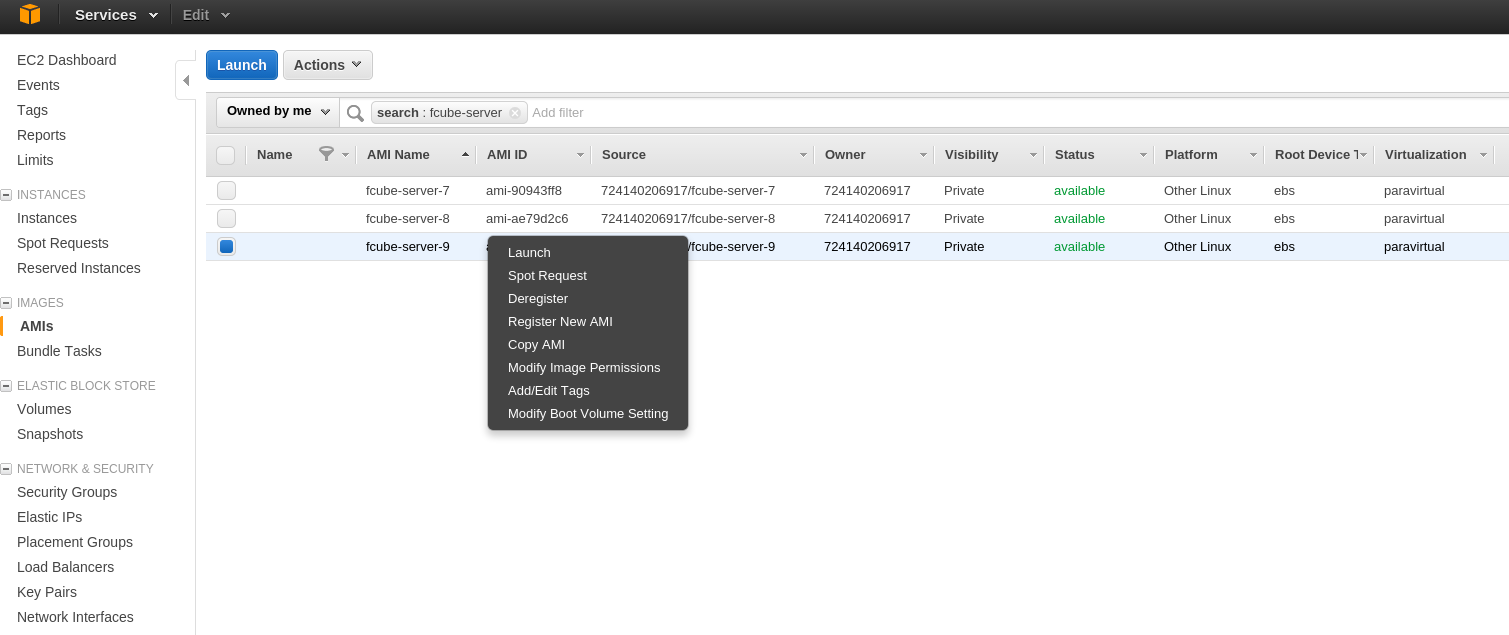 Services Edit
EC2 Dashboard
Events
Tags
Reports
Limits
INSTANCES
Instances
Spot Requests
Reserved Instances
IMAGES
AMIs
Bundle Tasks
ELASTIC BLOCK STORE
Volumes
Snapshots
NETWORK & SECURITY
Security Groups
Elastic IPs
Placement Groups
Load Balancers
Key Pairs
Network Interfaces
Launch Actions
Owned by me search : fcube-server Add filter
Name AMI Name AMI ID Source Owner Visibility Status Platform Root Device Virtualization
fcube-server-7 ami-90943ff8 724140206917/fcube-server-7 724140206917 Private available Other Linux ebs paravirtual
fcube-server-8 ami-ae79d2c6 724140206917/fcube-server-8 724140206917 Private available Other Linux ebs paravirtual
fcube-server-9 /fcube-server-9 724140206917 Private available Other Linux ebs paravirtual
Launch
Spot Request
Deregister
Register New AMI
Copy AMI
Modify Image Permissions
Add/Edit Tags
Modify Boot Volume Setting